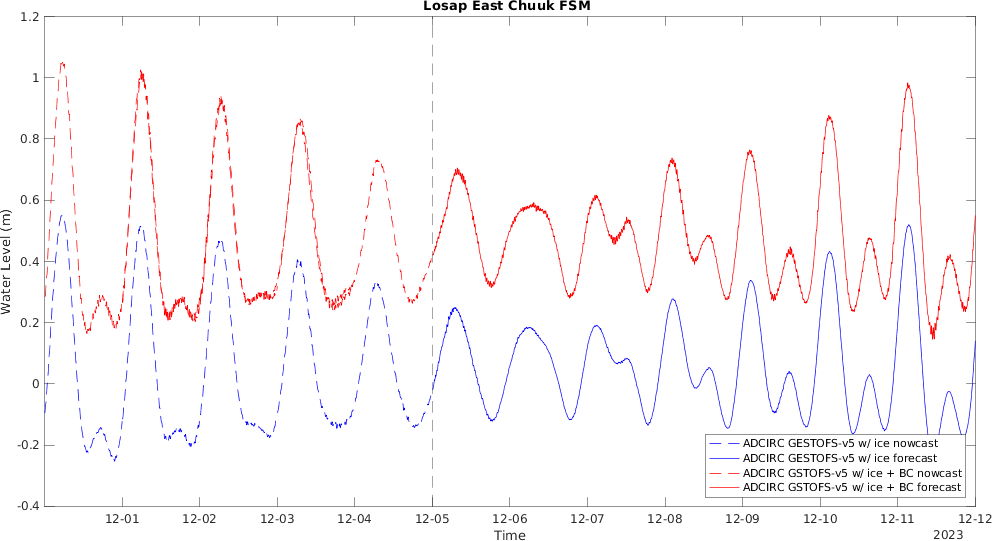 Losap East Chuuk FSM
1.2
1
0.8
0.6
0.4
0.2
0
-0.2
-0.4
Water Level (m)
ADCIRC GESTOFS-v5 w/ ice nowcast
ADCIRC GESTOFS-v5 w/ ice forecast
ADCIRC GSTOFS-v5 w/ ice + BC nowcast
ADCIRC GSTOFS-v5 w/ ice + BC forecast
12-01 12-02 12-03 12-04 12-05 12-06 12-07 12-08 12-09 12-10 12-11 12-12
Time
2023